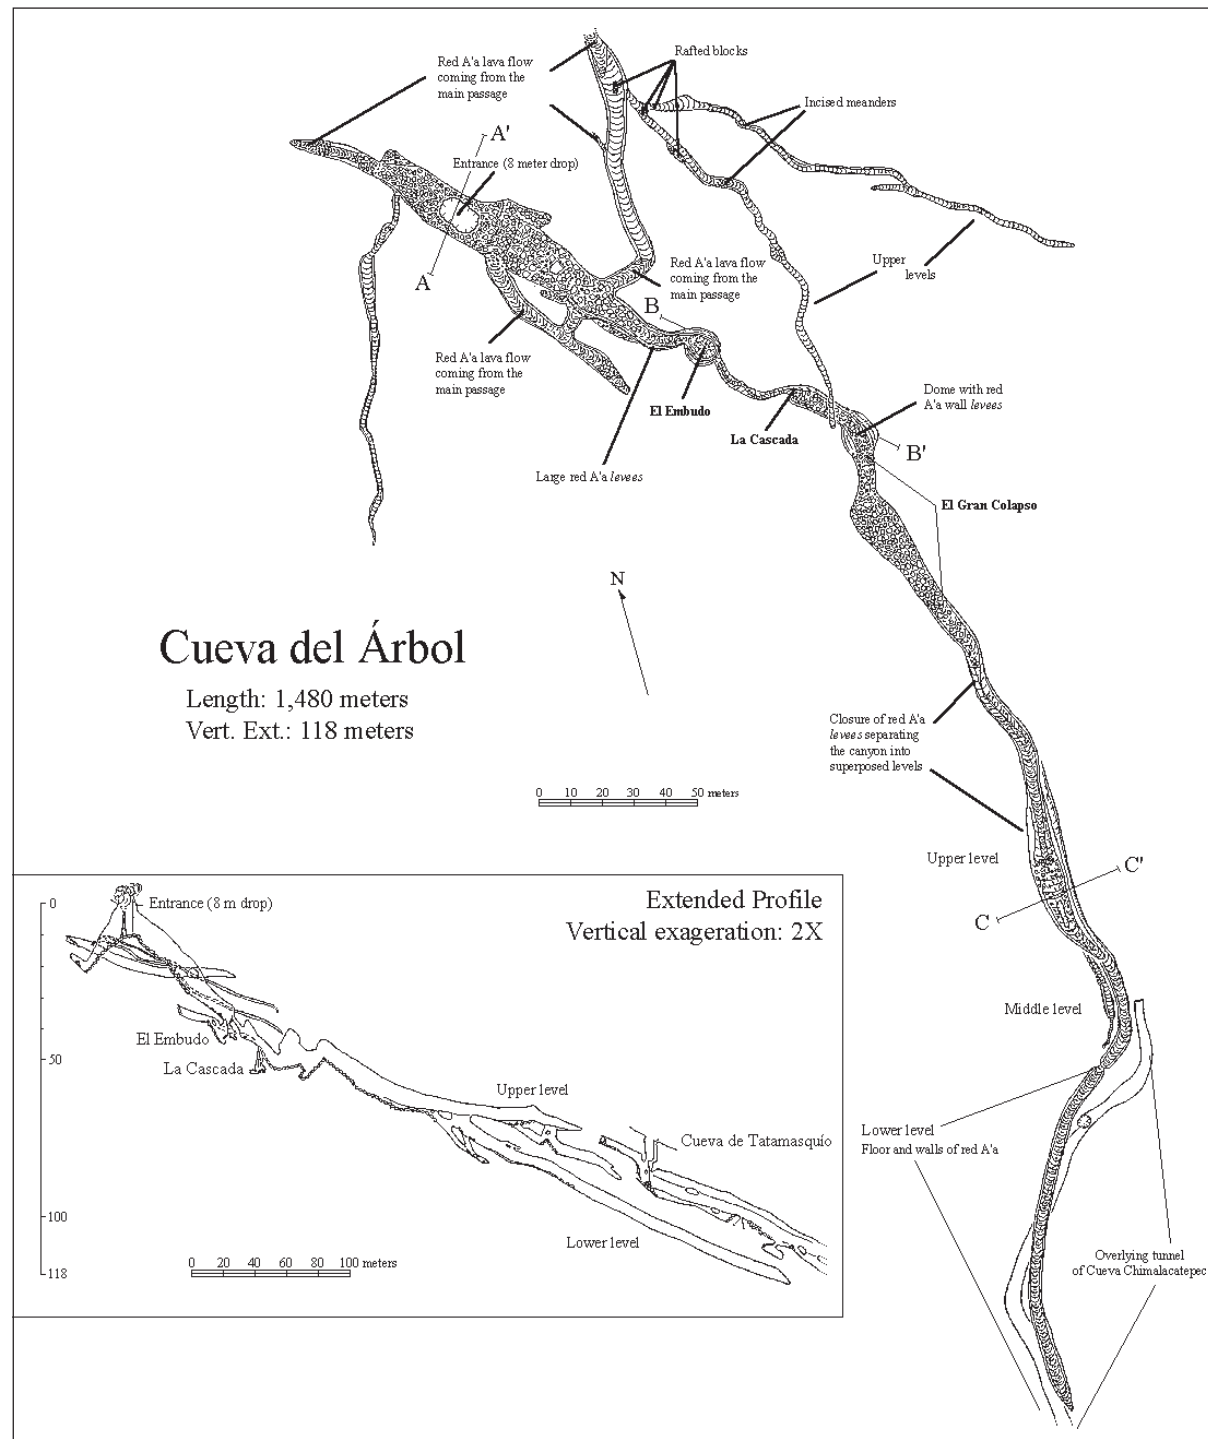 Red A'a lava flow
coming from the
main passage
Rafted blocks
Incised meanders
A'
Entrance (8 meter drop)
A
Upper
levels
Red A'a lava flow
coming from the
main passage
B
Red A'a lava flow
coming from the
main passage
El Embudo
La Cascada
Dome with red
A'a wall levees
B'
Large red A'a levees
El Gran Colapso
N
Cueva del Árbol
Length: 1,480 meters
Vert. Ext.: 118 meters
Closure of red A'a
levees separating
the canyon into
superposed levels
0 10 20 30 40 50 meters
Upper level
C'
C
Middle level
Lower level
Floor and walls of red A'a
Overlying tunnel
of Cueva Chimalacatepec
Extended Profile
Vertical exageration: 2X
0
Entrance (8 m drop)
El Embudo
50
La Cascada
Upper level
Cueva de Tatamasquío
100
Lower level
118
0 20 40 60 80 100 meters